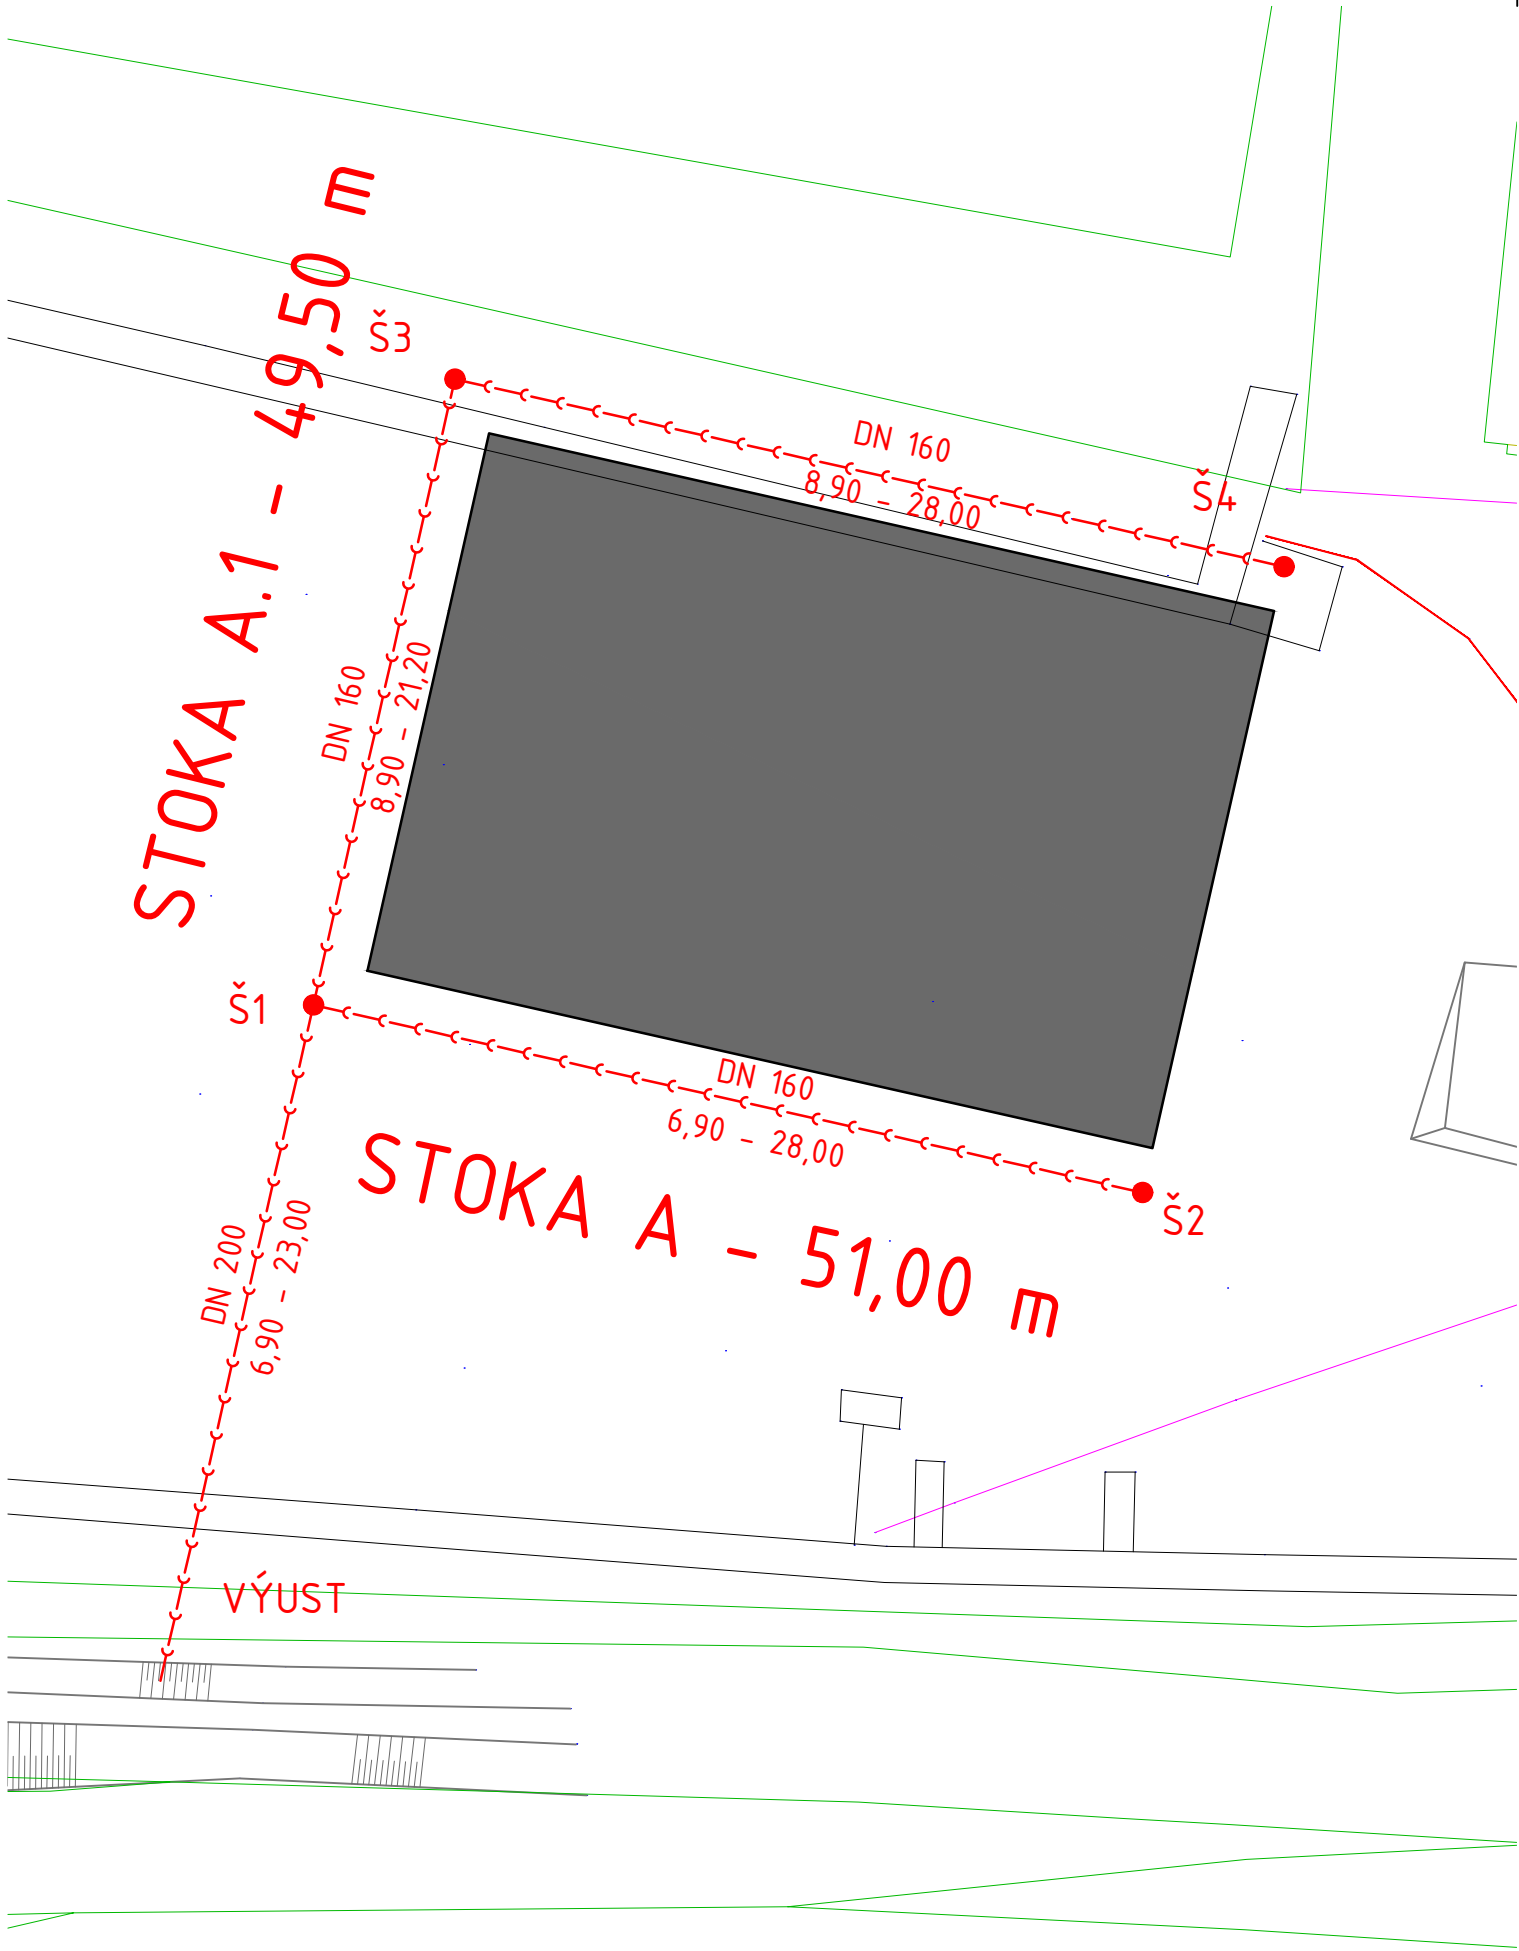 STOKA A.1 - 49,50 m
Š3
DN 160
8,90 - 28,00
Š4
DN 160
8,90 - 21,20
Š1
DN 160
6,90 - 28,00
Š2
STOKA A - 51,00 m
DN 200
6,90 - 23,00
VÝUST